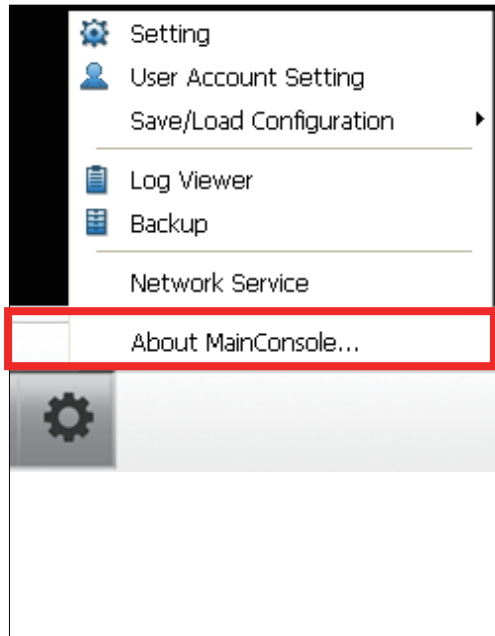 Setting
User Account Setting
Save/Load Configuration
Log Viewer
Backup
Network Service
About MainConsole...